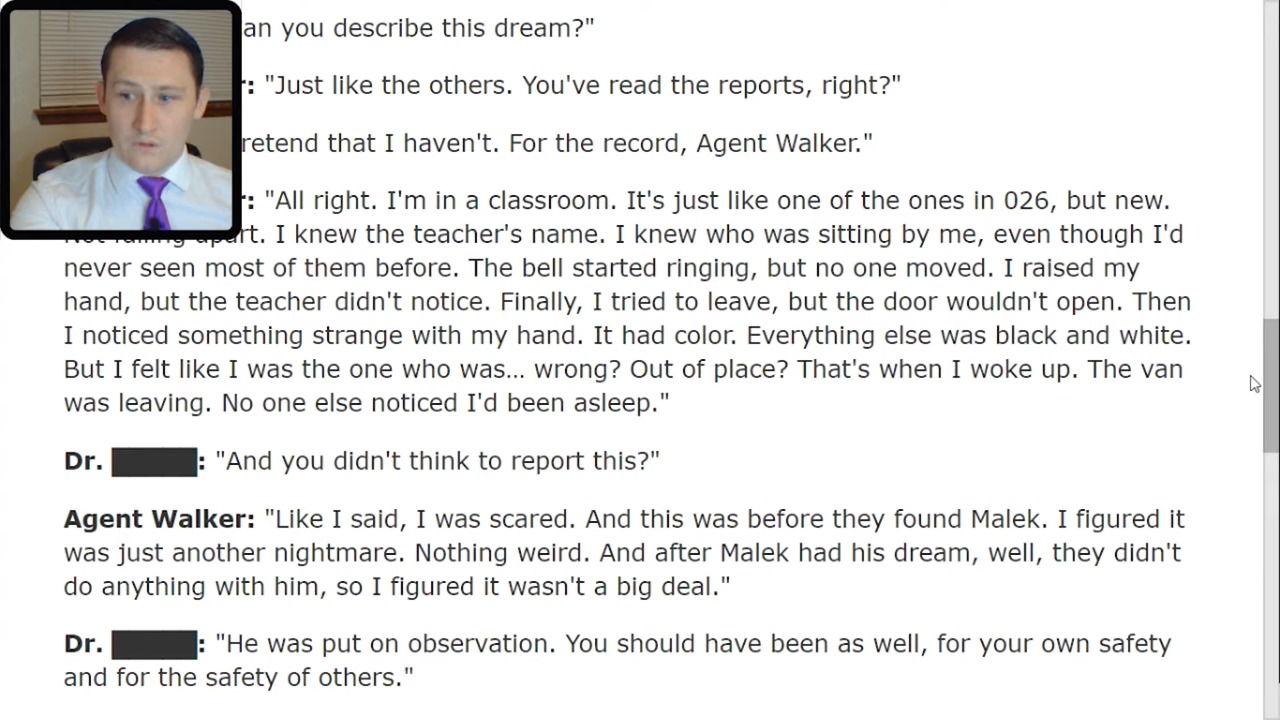 an you describe this dream?"
r: "Just like the others. You've read the reports, right?"
retend that I haven't. For the record, Agent Walker."
r: "All right. I'm in a classroom. It's just like one of the ones in 026, but new.
Not falling apart. I knew the teacher's name. I knew who was sitting by me, even though I'd
never seen most of them before. The bell started ringing, but no one moved. I raised my
hand, but the teacher didn't notice. Finally, I tried to leave, but the door wouldn't open. Then
I noticed something strange with my hand. It had color. Everything else was black and white.
But I felt like I was the one who was... wrong? Out of place? That's when I woke up. The van
was leaving. No one else noticed I'd been asleep."
Dr. : "And you didn't think to report this?"
Agent Walker: "Like I said, I was scared. And this was before they found Malek. I figured it
was just another nightmare. Nothing weird. And after Malek had his dream, well, they didn't
do anything with him, so I figured it wasn't a big deal."
Dr. : "He was put on observation. You should have been as well, for your own safety
and for the safety of others."